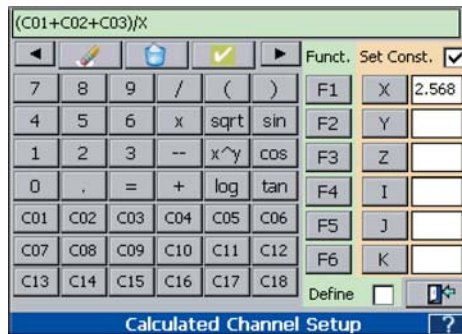 (C01+C02+C03)/X
Funct. Set Const.
7 8 9 / ( ) F1 X 2.568
4 5 6 x sqrt sin F2 Y
1 2 3 -- x^y cos F3 Z
0 . = + log tan F4 I
C01 C02 C03 C04 C05 C06 F5 J
C07 C08 C09 C10 C11 C12 F6 K
C13 C14 C15 C16 C17 C18 Define
Calculated Channel Setup ?